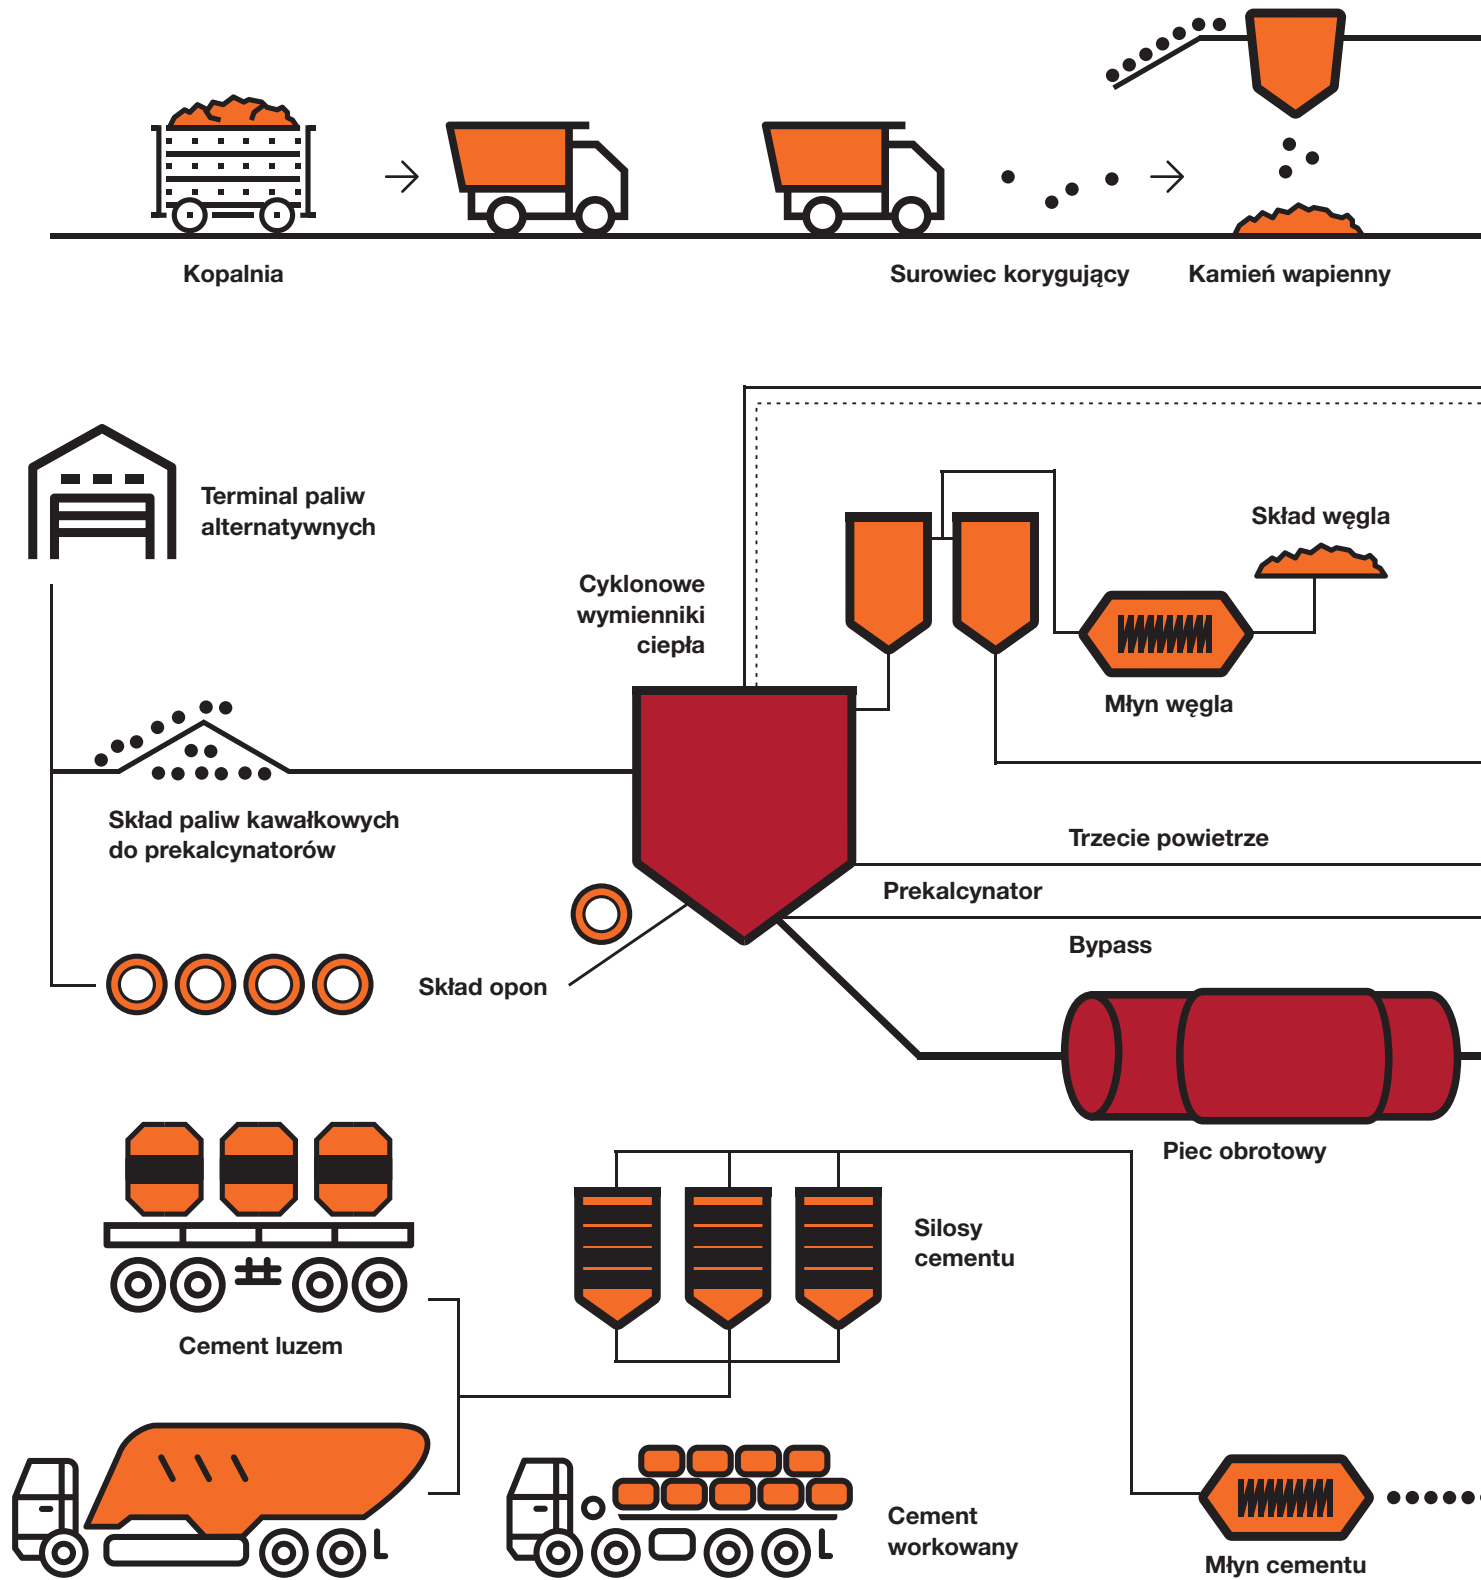 Kopalnia
Surowiec korygujący
Kamień wapienny
Terminal paliw
alternatywnych
Skład węgla
Cyklonowe
wymienniki
ciepła
Młyn węgla
Skład paliw kawałkowych
do prekalcynatorów
Trzecie powietrze
Prekalcynator
Bypass
Skład opon
Piec obrotowy
Silosy
cementu
Cement luzem
Cement
workowany
Młyn cementu